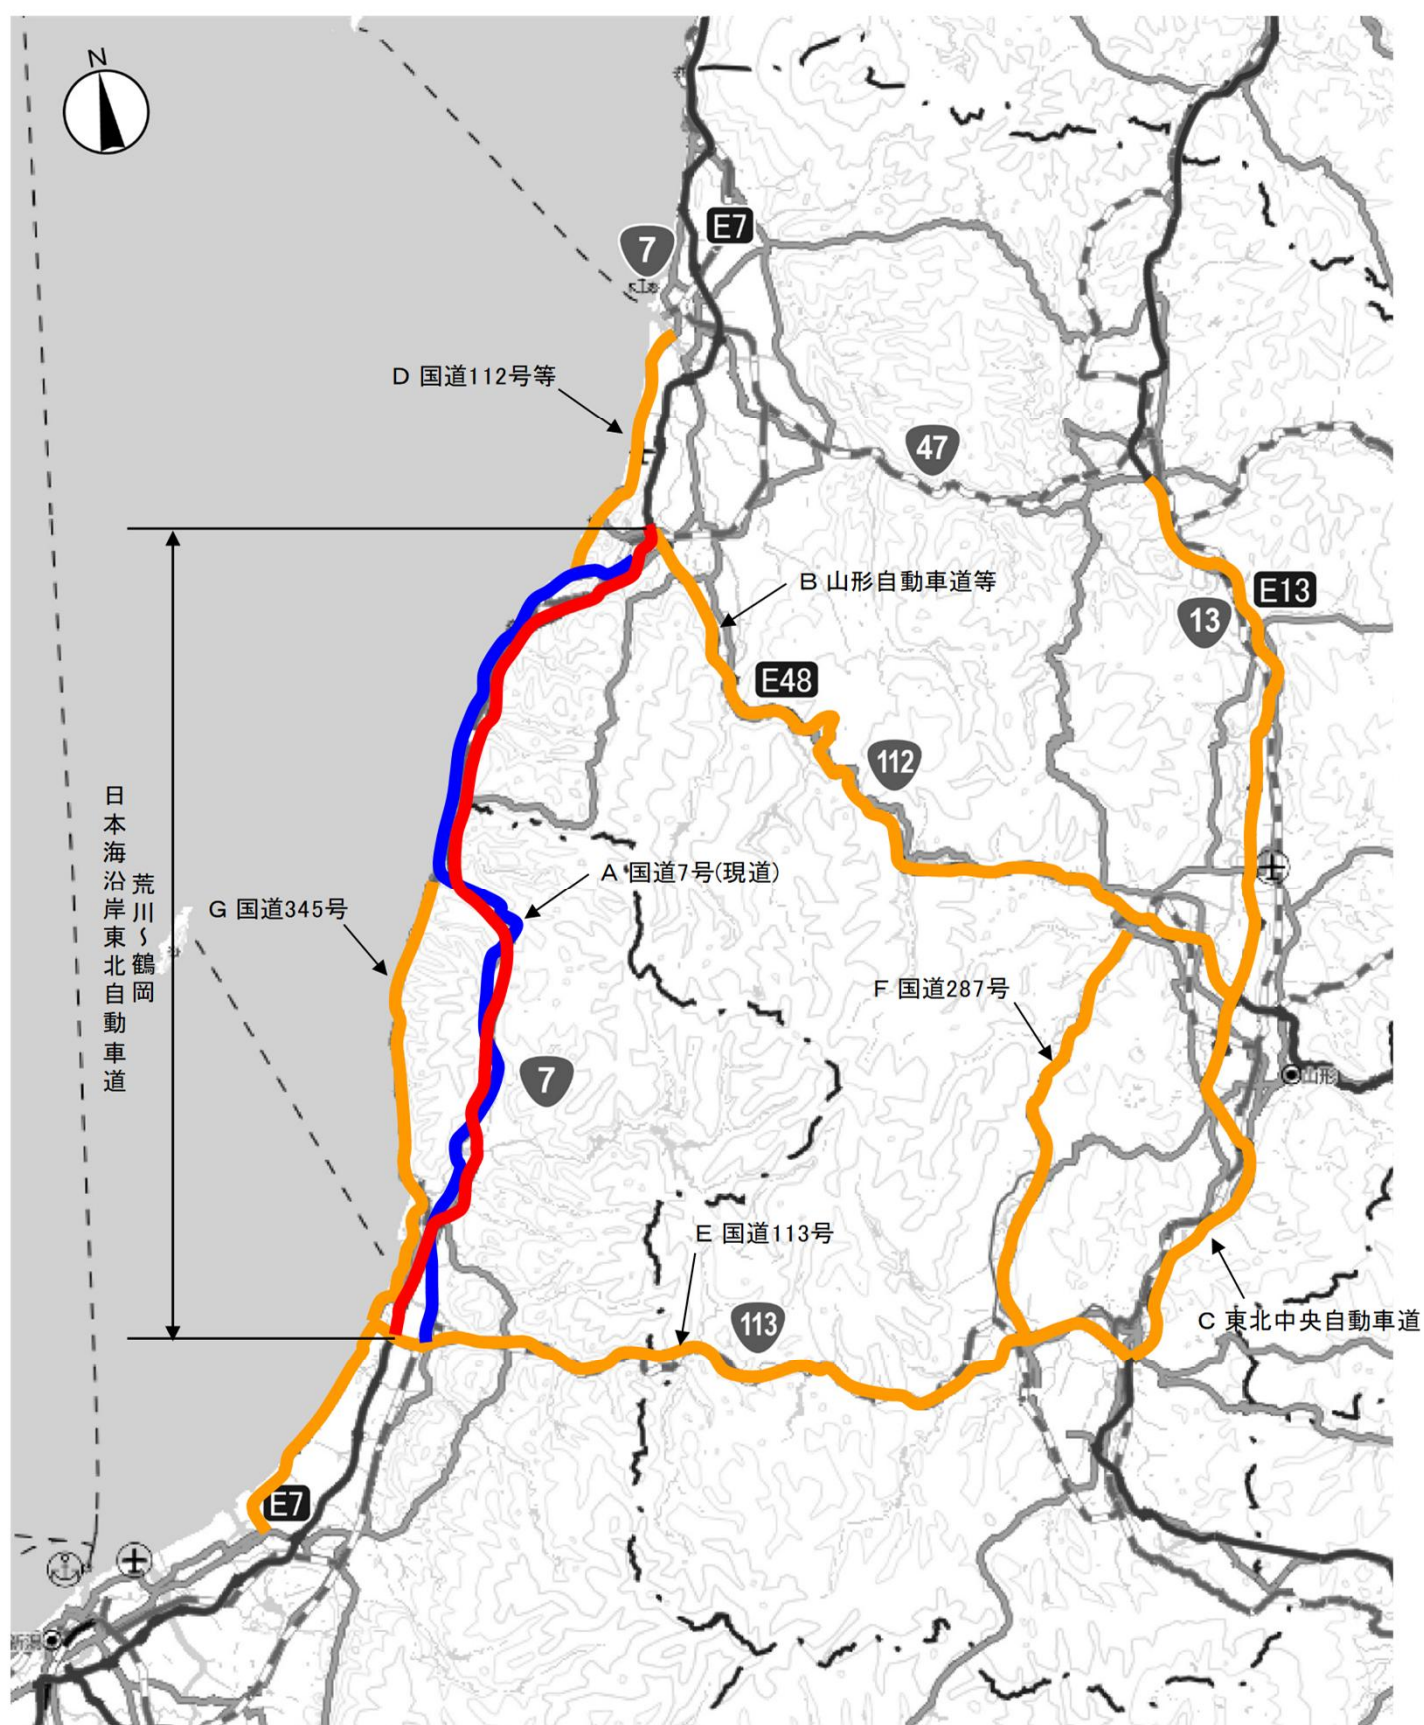 N
E7
7
D 国道112号等
47
B 山形自動車道等
E13
13
E48
112
日本海沿岸東北自動車道
荒川~鶴岡
A 国道7号(現道)
G 国道345号
F 国道287号
7
山形
E 国道113号
113
C 東北中央自動車道
E7
新潟